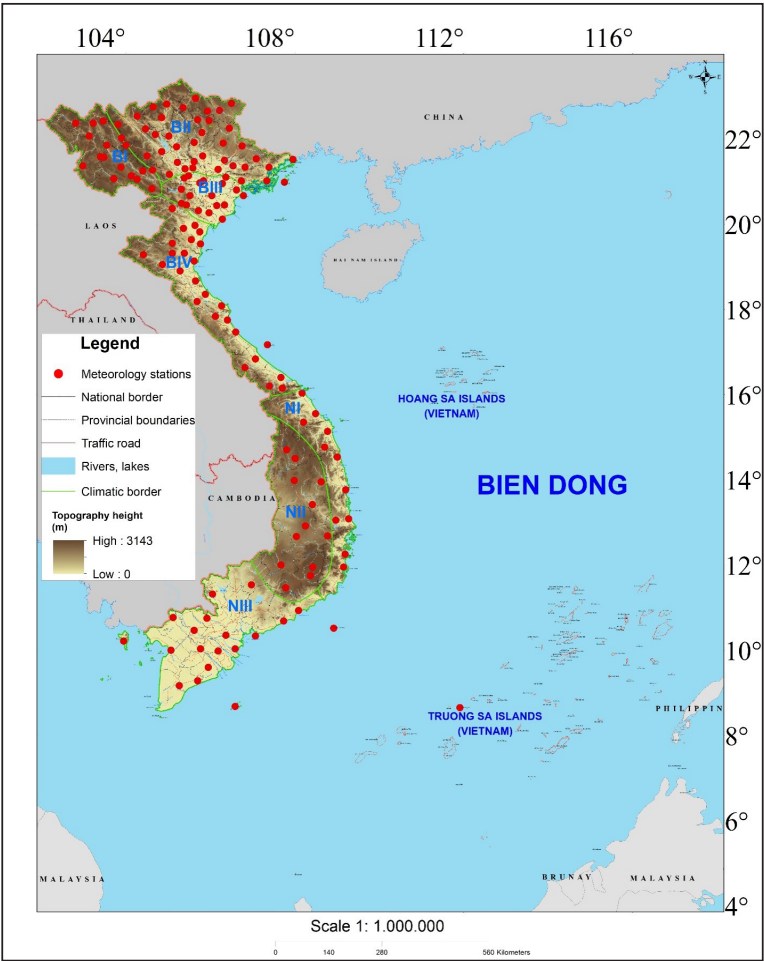 104° 108° 112° 116°
N
W E
S
CHINA
22°
BII
BI
BIII
LAOS
20°
HAI NAM ISLAND
BIV
18°
THAILAND
Legend
Meteorology stations
National border
Provincial boundaries
Traffic road
Rivers, lakes
Climatic border
Topography height
(m)
High : 3143
Low : 0
16°
HOANG SA ISLANDS
(VIETNAM)
NI
BIEN DONG
14°
CAMBODIA
NII
12°
NIII
10°
PHILIPPIN
TRUONG SA ISLANDS
(VIETNAM)
8°
6°
MALAYSIA
BRUNAY
MALAYSIA
4°
Scale 1: 1.000.000
0 140 280 560 Kilometers